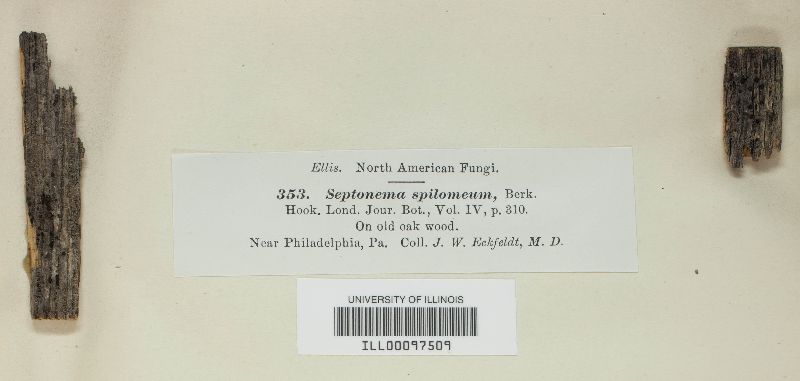 Ellis. North American Fungi.
353. Septonema spilomeum, Berk.
Hook. Lond. Jour. Bot., Vol. IV, p. 310.
On old oak wood.
Near Philadelphia, Pa. Coll. J. W. Eckfeldt, M. D.
UNIVERSITY OF ILLINOIS
ILL00097509